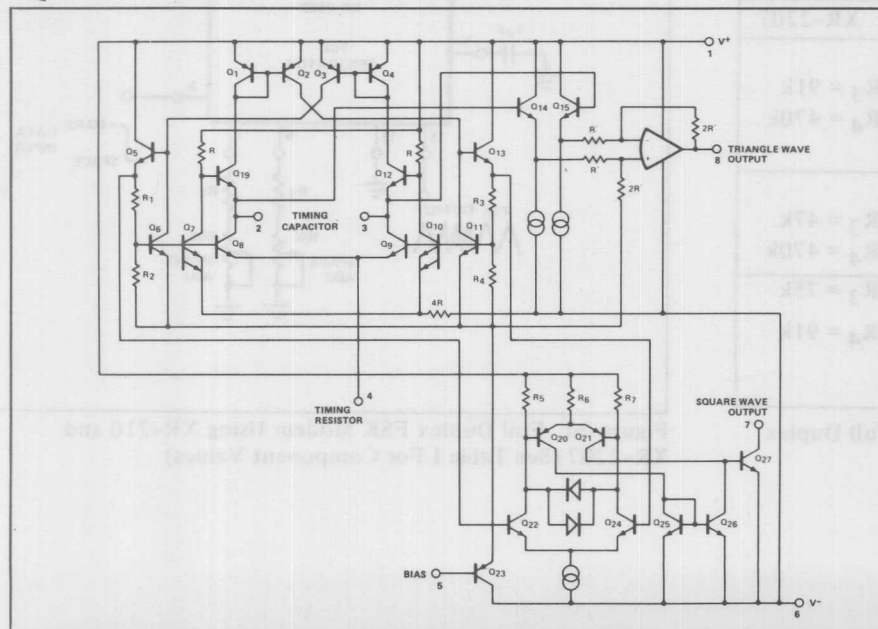 V⁺
1
Q1
Q2
Q3
Q4
Q14
Q15
Q5
R
R
Q13
R'
R'
2R'
TRIANGLE WAVE OUTPUT
8
Q19
Q12
R1
TIMING CAPACITOR
R3
2R'
2
3
Q6
Q7
Q8
Q9
Q10
Q11
R2
R4
4R
4
TIMING RESISTOR
R5
R6
R7
SQUARE WAVE OUTPUT
7
Q20
Q21
Q27
Q22
Q24
Q25
Q26
BIAS
5
Q23
V⁻
6